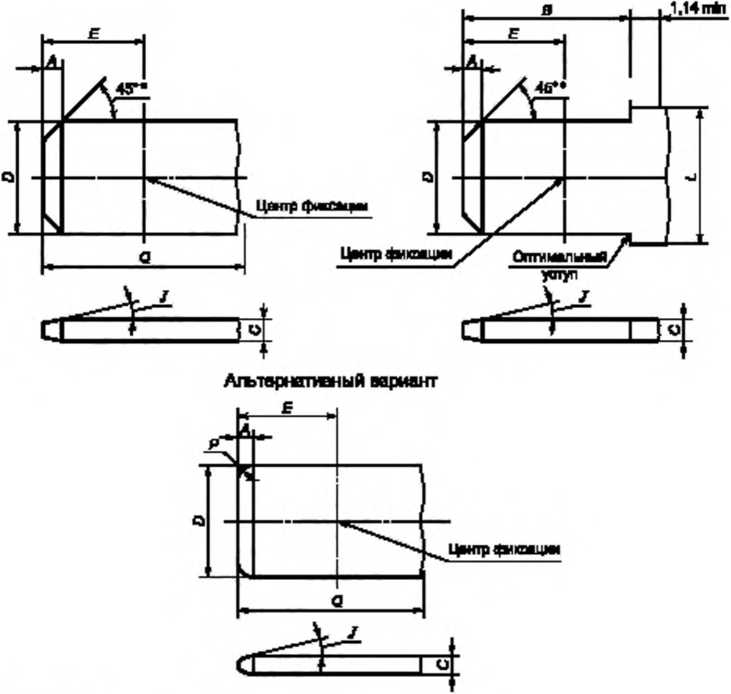 E
A
45°*
D
Центр фиксации
Q
J
C
B
1,14 min
E
A
45°*
D
L
Центр фиксации
Оптимальный
уступ
J
C
Альтернативный вариант
E
A
P
D
Центр фиксации
Q
J
C